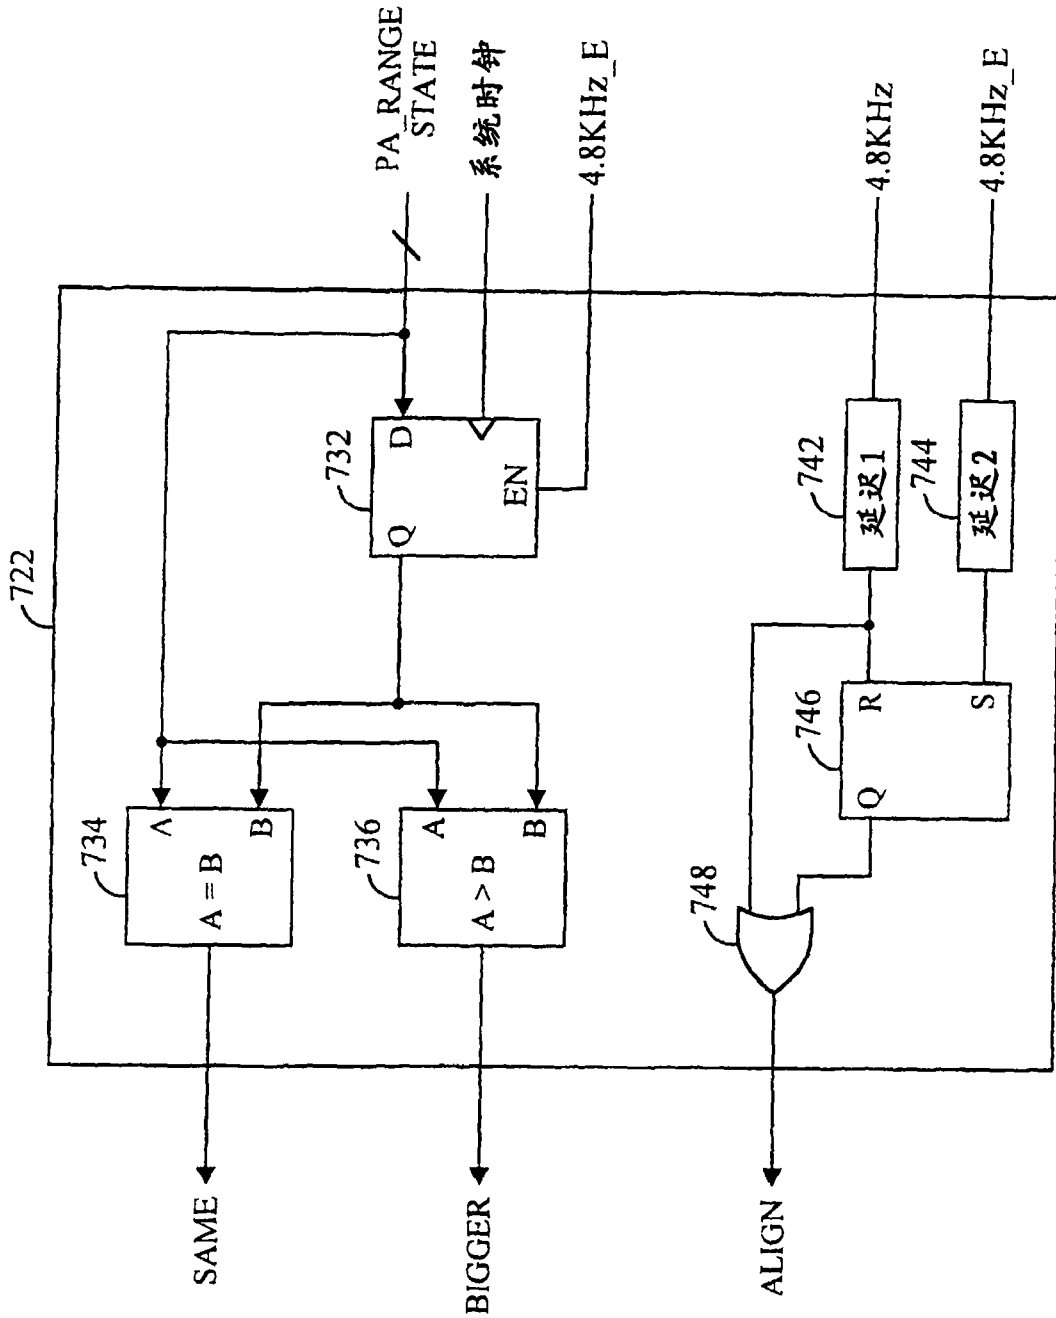 722
PA_RANGE
STATE
系统时钟
4.8KHz_E
732
D
Q
EN
734
A
B
A = B
736
A
B
A > B
SAME
BIGGER
4.8KHz
4.8KHz_E
742
延迟1
744
延迟2
746
R
S
Q
748
ALIGN